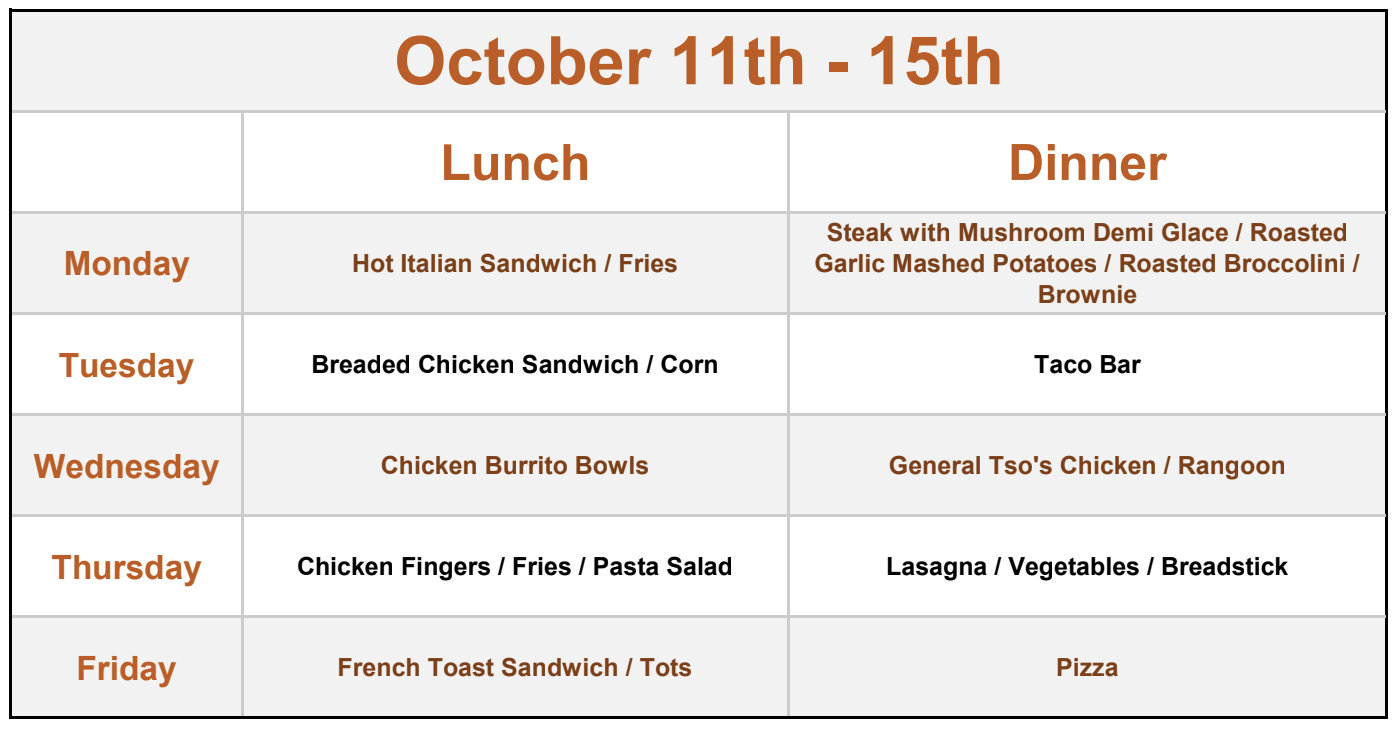 October 11th - 15th
Lunch
Dinner
Monday
Hot Italian Sandwich / Fries
Steak with Mushroom Demi Glace / Roasted
Garlic Mashed Potatoes / Roasted Broccolini /
Brownie
Tuesday
Breaded Chicken Sandwich / Corn
Taco Bar
Wednesday
Chicken Burrito Bowls
General Tso's Chicken / Rangoon
Thursday
Chicken Fingers / Fries / Pasta Salad
Lasagna / Vegetables / Breadstick
Friday
French Toast Sandwich / Tots
Pizza